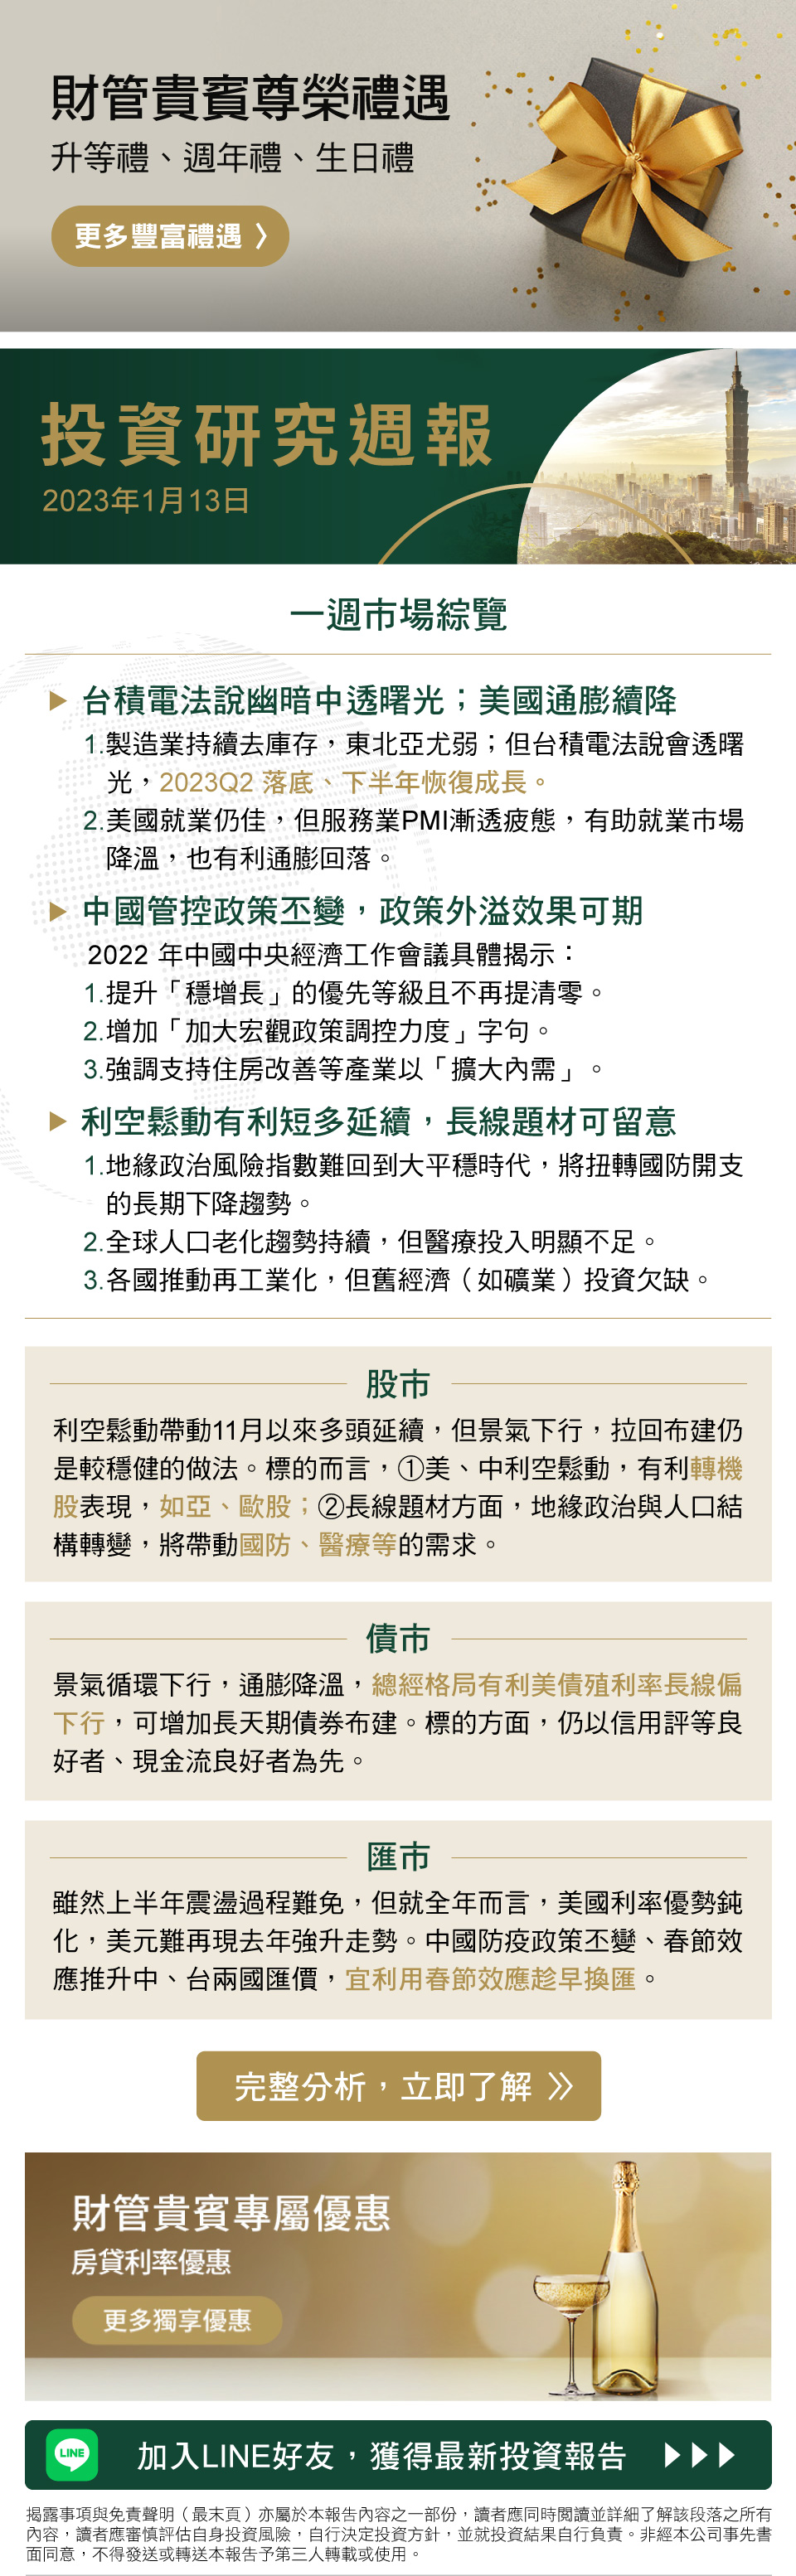 財管貴賓尊榮禮遇
升等禮、週年禮、生日禮
更多豐富禮遇 〉
投資研究週報
2023年1月13日
一週市場綜覽
▶ 台積電法說幽暗中透曙光；美國通膨續降
1.製造業持續去庫存，東北亞尤弱；但台積電法說會透曙
光，2023Q2 落底、下半年恢復成長。
2.美國就業仍佳，但服務業PMI漸透疲態，有助就業市場
降溫，也有利通膨回落。
▶ 中國管控政策丕變，政策外溢效果可期
2022 年中國中央經濟工作會議具體揭示：
1.提升「穩增長」的優先等級且不再提清零。
2.增加「加大宏觀政策調控力度」字句。
3.強調支持住房改善等產業以「擴大內需」。
▶ 利空鬆動有利短多延續，長線題材可留意
1.地緣政治風險指數難回到大平穩時代，將扭轉國防開支
的長期下降趨勢。
2.全球人口老化趨勢持續，但醫療投入明顯不足。
3.各國推動再工業化，但舊經濟（如礦業）投資欠缺。
股市
利空鬆動帶動11月以來多頭延續，但景氣下行，拉回布建仍
是較穩健的做法。標的而言，①美、中利空鬆動，有利轉機
股表現，如亞、歐股；②長線題材方面，地緣政治與人口結
構轉變，將帶動國防、醫療等的需求。
債市
景氣循環下行，通膨降溫，總經格局有利美債殖利率長線偏
下行，可增加長天期債券布建。標的方面，仍以信用評等良
好者、現金流良好者為先。
匯市
雖然上半年震盪過程難免，但就全年而言，美國利率優勢鈍
化，美元難再現去年強升走勢。中國防疫政策丕變、春節效
應推升中、台兩國匯價，宜利用春節效應趁早換匯。
完整分析，立即了解 》
財管貴賓專屬優惠
房貸利率優惠
更多獨享優惠
LINE 加入LINE好友，獲得最新投資報告 ▶▶▶
揭露事項與免責聲明（最末頁）亦屬於本報告內容之一部份，讀者應同時閱讀並詳細了解該段落之所有
內容，讀者應審慎評估自身投資風險，自行決定投資方針，並就投資結果自行負責。非經本公司事先書
面同意，不得發送或轉送本報告予第三人轉載或使用。